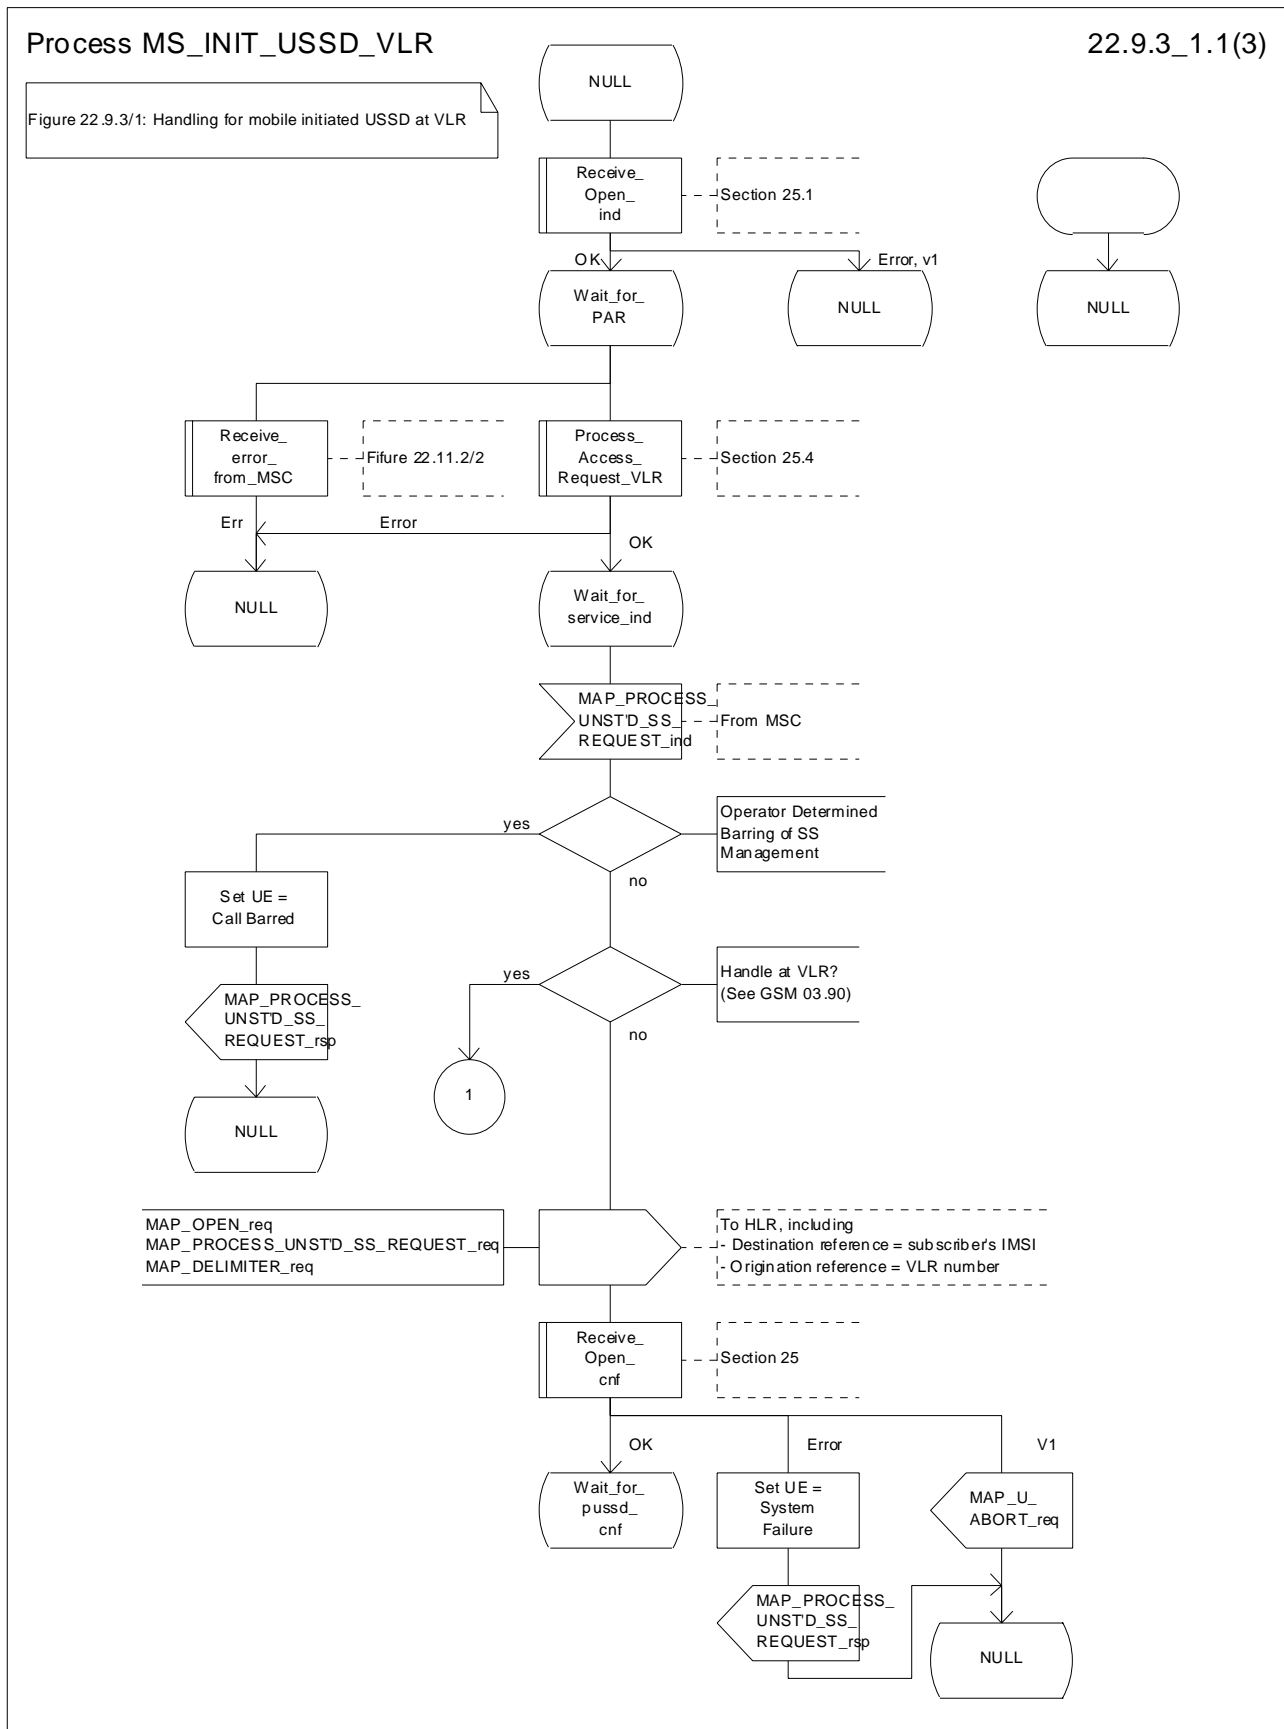 Process MS_INIT_USSD_VLR
22.9.3_1.1(3)
Figure 22.9.3/1: Handling for mobile initiated USSD at VLR
NULL
Receive_
Open_
ind
Section 25.1
OK
Error, v1
Wait_for_
PAR
NULL
NULL
Receive_
error_
from_MSC
Fifure 22.11.2/2
Process_
Access_
Request_VLR
Section 25.4
Err
Error
OK
NULL
Wait_for_
service_ind
MAP_PROCESS_
UNST'D_SS_
REQUEST_ind
From MSC
yes
Operator Determined
Barring of SS
Management
no
Set UE =
Call Barred
yes
Handle at VLR?
(See GSM 03.90)
no
MAP_PROCESS_
UNST'D_SS_
REQUEST_rsp
1
NULL
MAP_OPEN_req
MAP_PROCESS_UNST'D_SS_REQUEST_req
MAP_DELIMITER_req
To HLR, including
- Destination reference = subscriber's IMSI
- Origination reference = VLR number
Receive_
Open_
cnf
Section 25
OK
Error
V1
Wait_for_
pussd_
cnf
Set UE =
System
Failure
MAP_U_
ABORT_req
MAP_PROCESS_
UNST'D_SS_
REQUEST_rsp
NULL